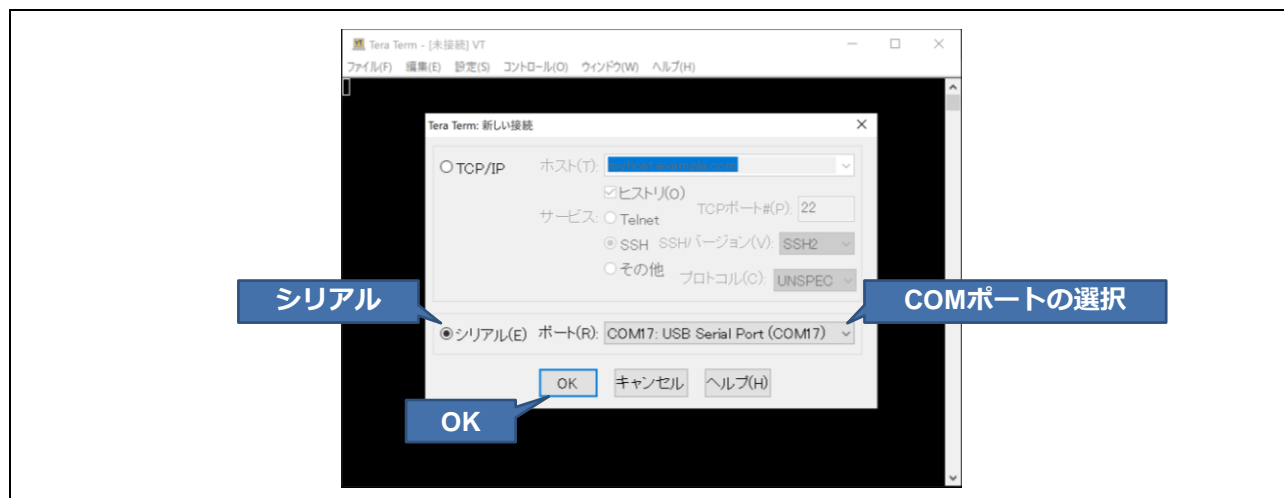 Tera Term - [未接続] VT
ファイル(F) 編集(E) 設定(S) コントロール(O) ウィンドウ(W) ヘルプ(H)
Tera Term: 新しい接続
TCP/IP ホスト(T): myhost.example.com
ヒストリ(O)
サービス: Telnet TCPポート#(P): 22
SSH SSHバージョン(V): SSH2
その他 プロトコル(C): UNSPEC
シリアル
COMポートの選択
シリアル(E) ポート(R): COM17: USB Serial Port (COM17)
OK キャンセル ヘルプ(H)
OK